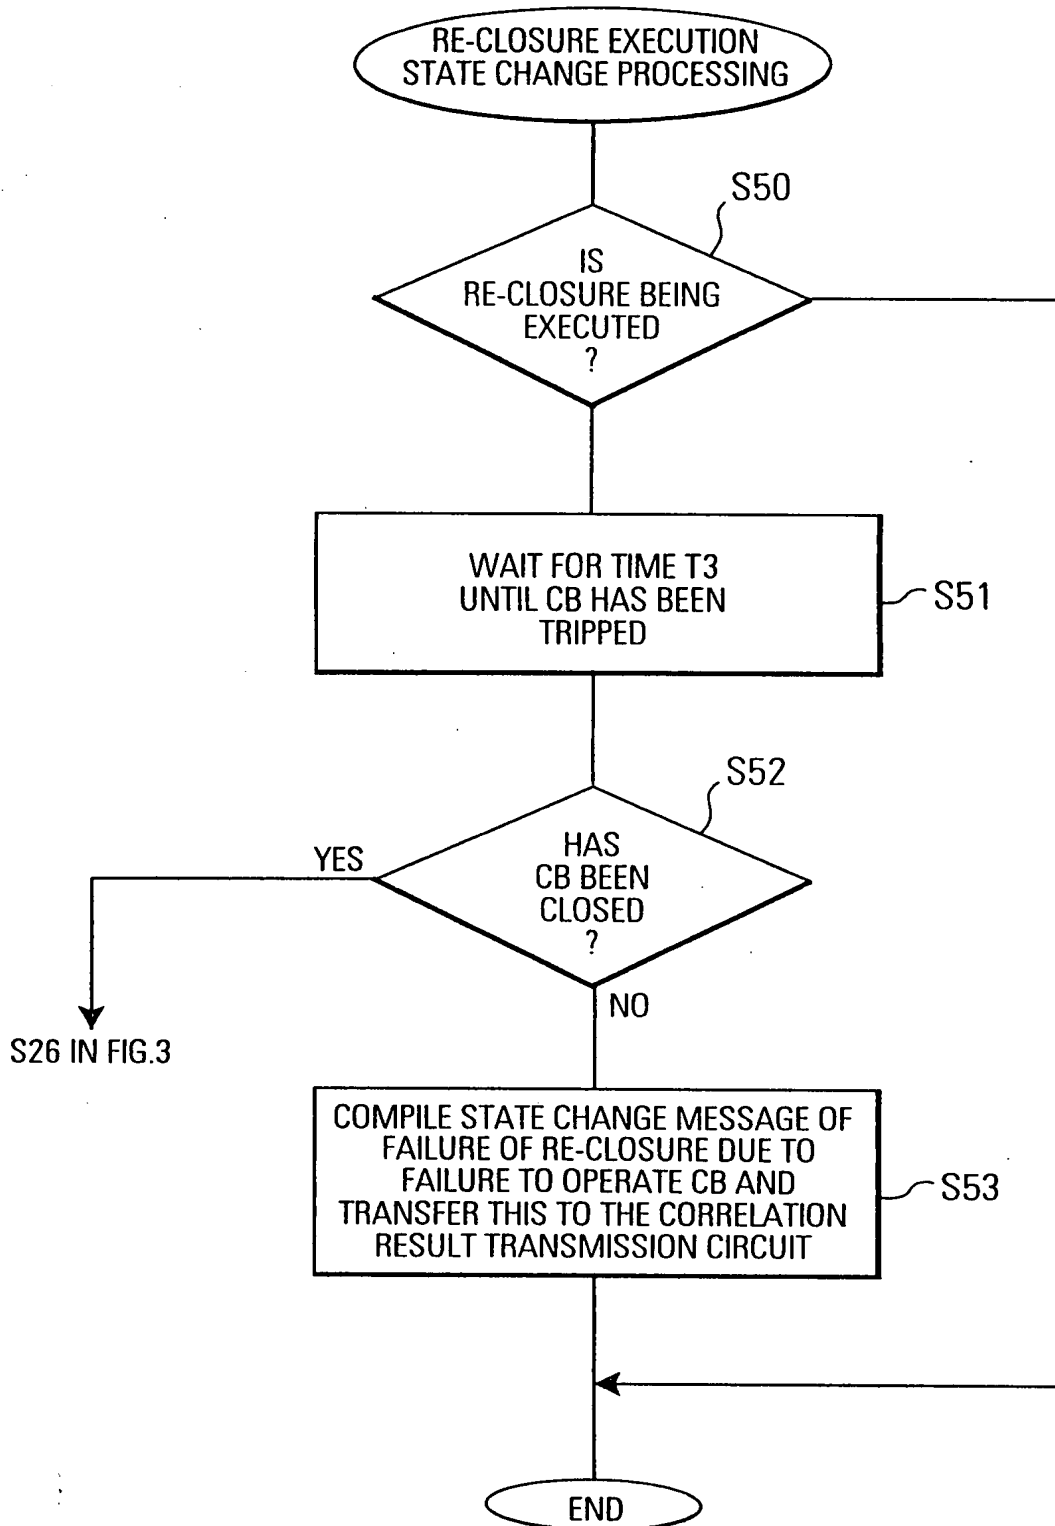 RE-CLOSURE EXECUTION
STATE CHANGE PROCESSING
S50
IS
RE-CLOSURE BEING
EXECUTED
?
WAIT FOR TIME T3
UNTIL CB HAS BEEN
TRIPPED
S51
S52
YES
HAS
CB BEEN
CLOSED
?
NO
S26 IN FIG.3
COMPILE STATE CHANGE MESSAGE OF
FAILURE OF RE-CLOSURE DUE TO
FAILURE TO OPERATE CB AND
TRANSFER THIS TO THE CORRELATION
RESULT TRANSMISSION CIRCUIT
S53
END